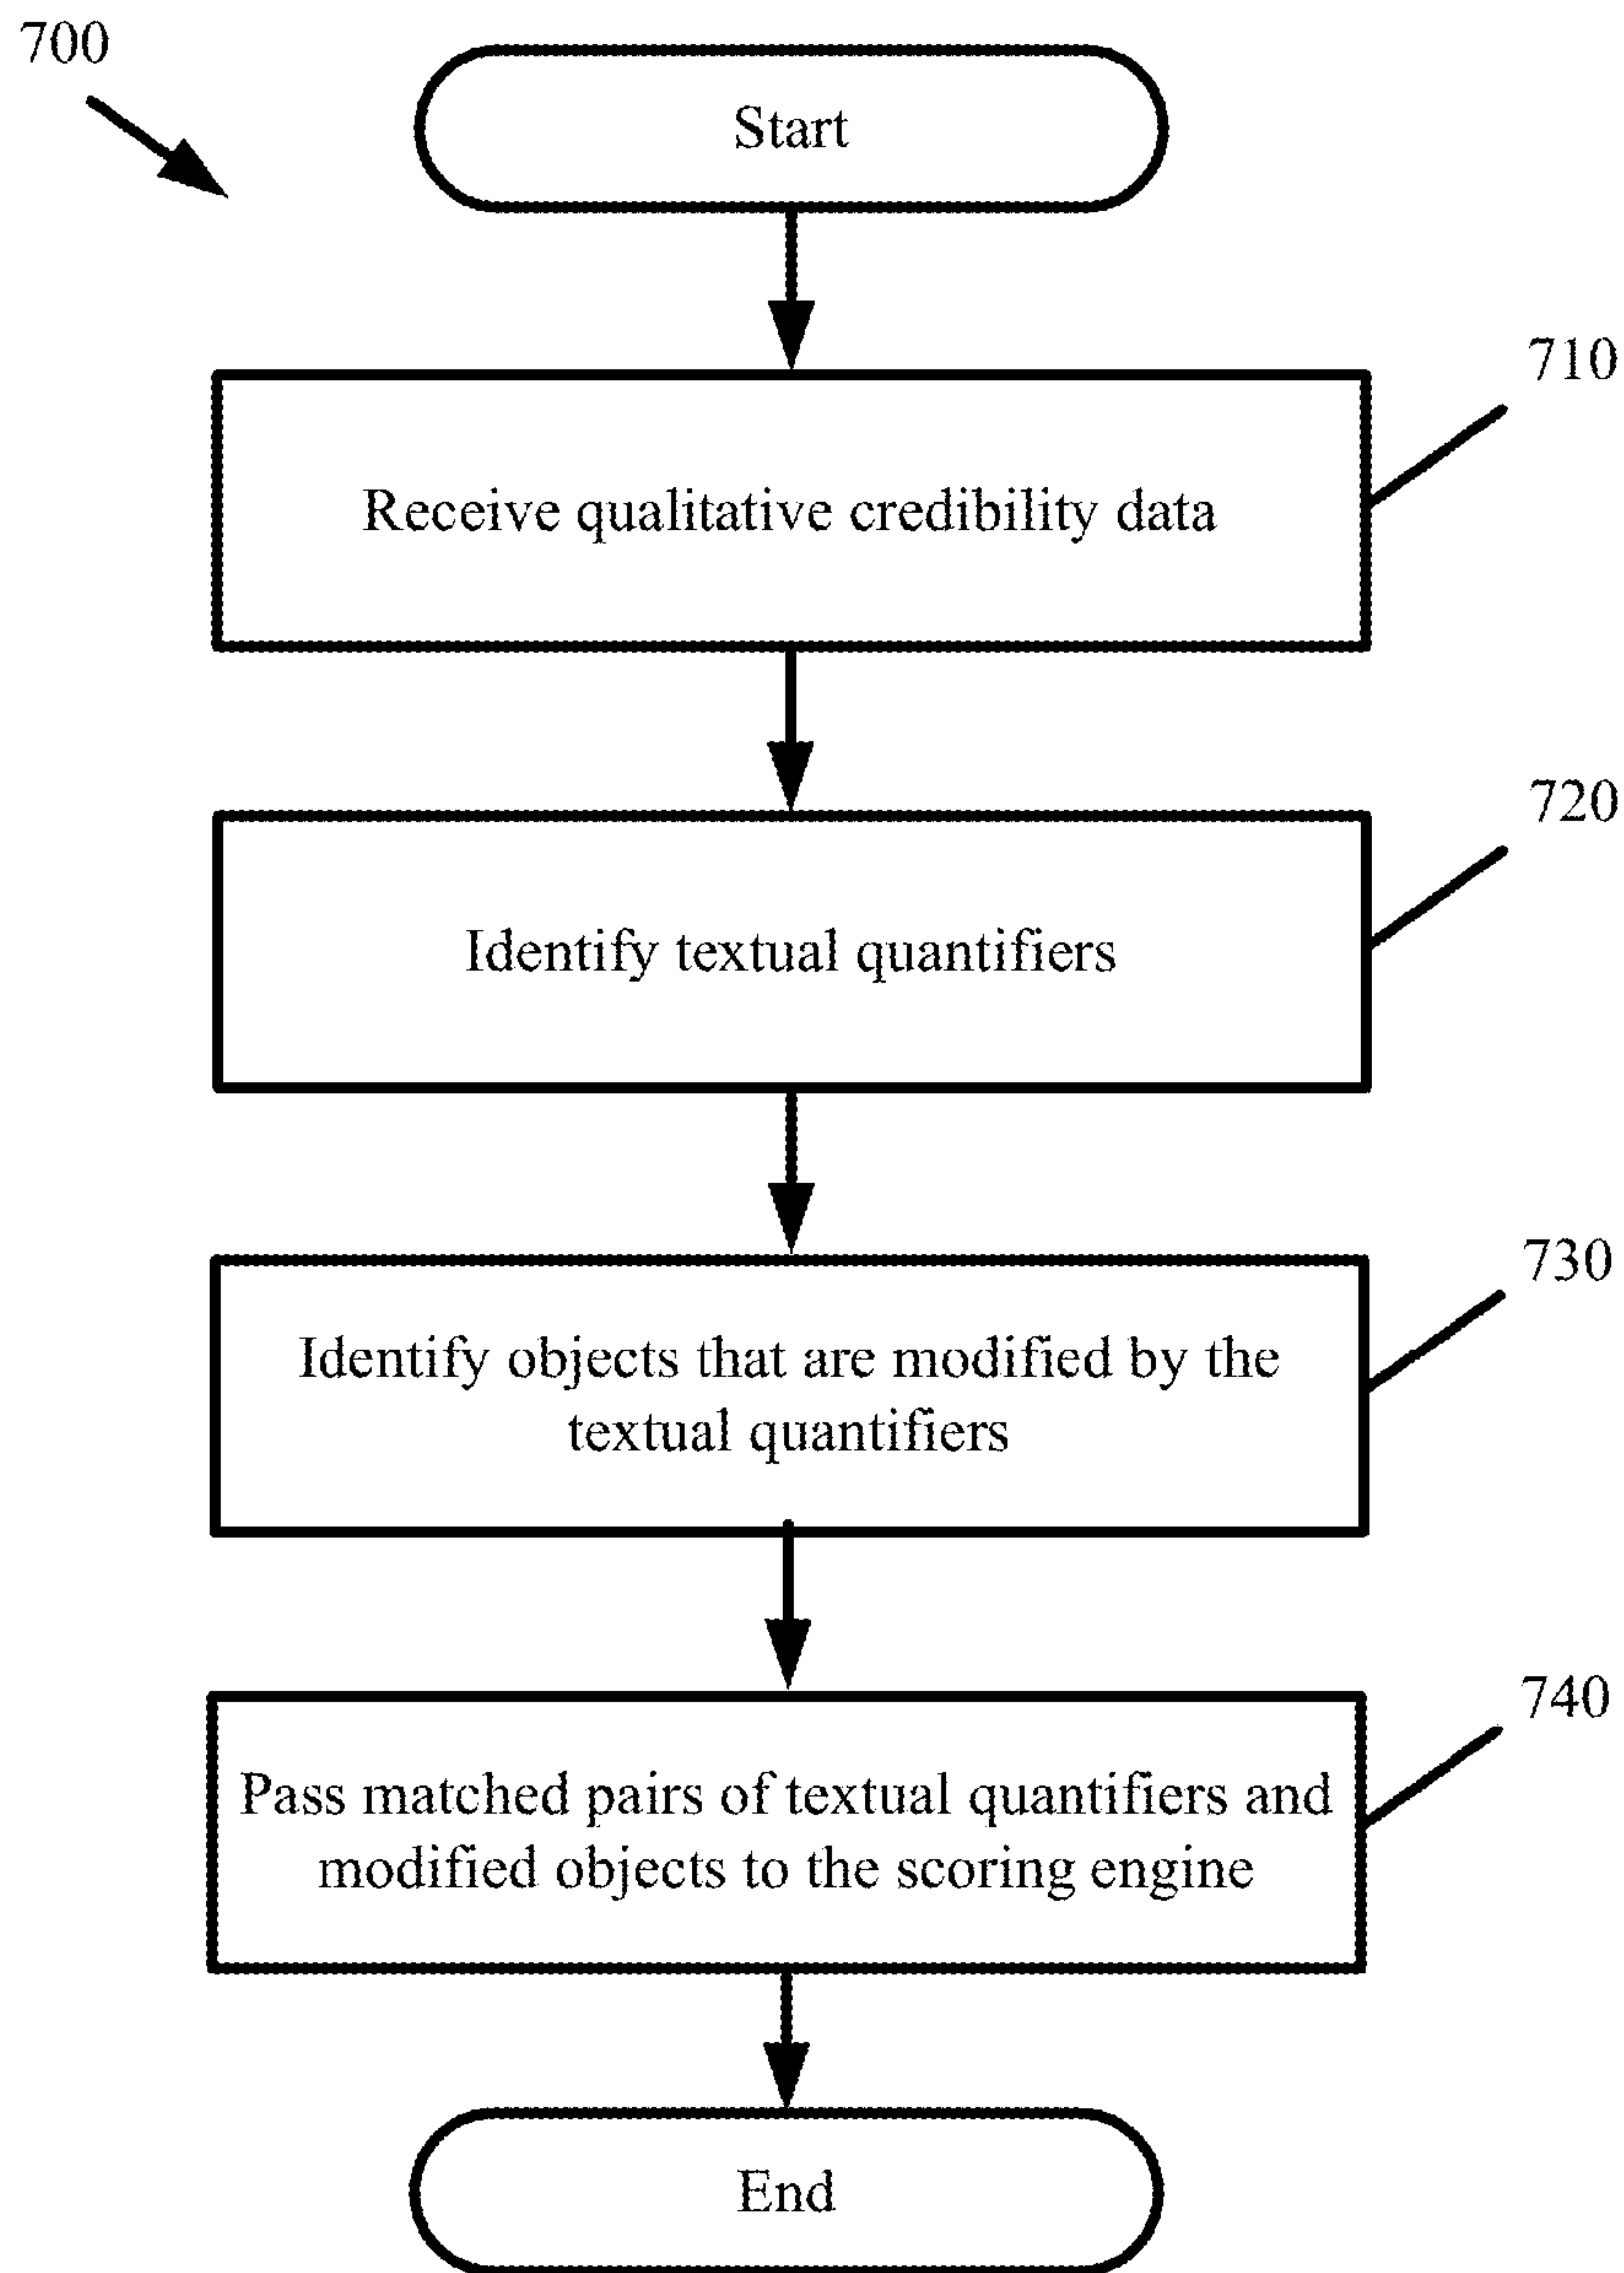 700
Start
710
Receive qualitative credibility data
720
Identify textual quantifiers
730
Identify objects that are modified by the
textual quantifiers
740
Pass matched pairs of textual quantifiers and
modified objects to the scoring engine
End